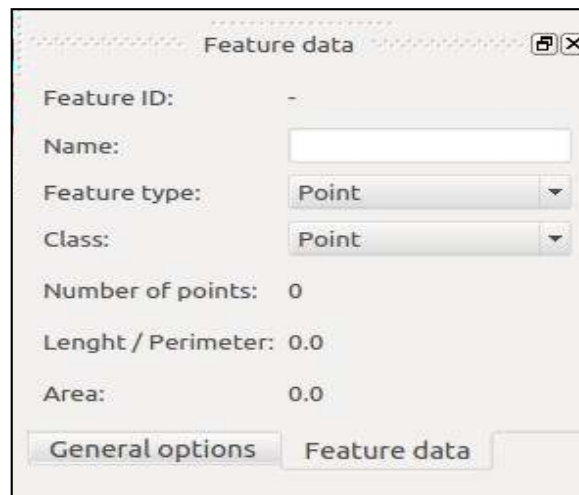 Feature data
Feature ID: -
Name:
Feature type: Point
Class: Point
Number of points: 0
Lenght / Perimeter: 0.0
Area: 0.0
General options Feature data